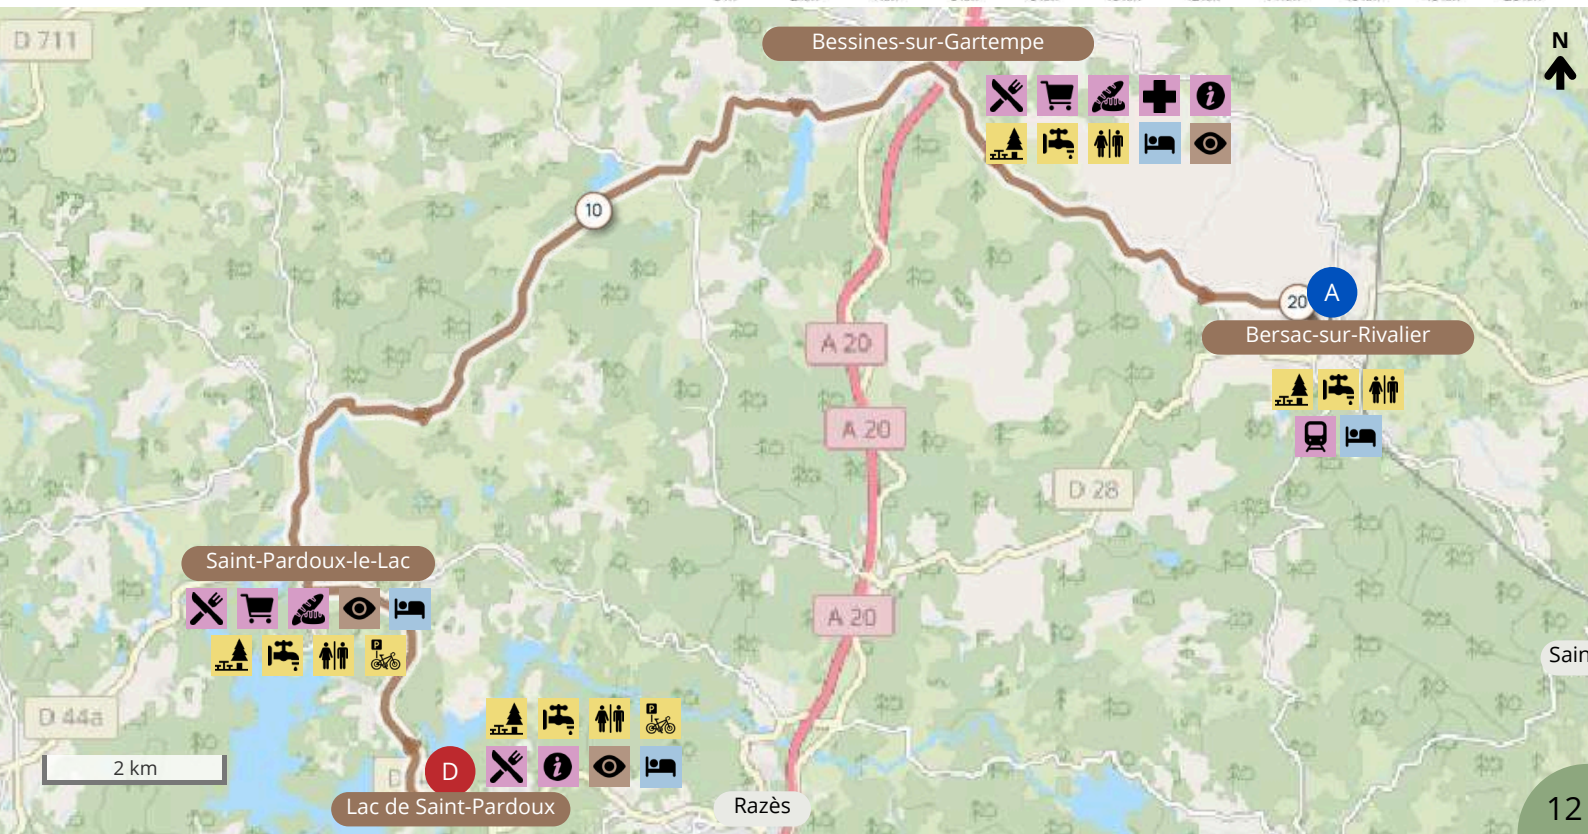 D 711
Bessines-sur-Gartempe
N
10
20
A
Bersac-sur-Rivalier
A 20
A 20
D 28
Saint-Pardoux-le-Lac
A 20
P
Sain
P
D 44a
2 km
D
D
Lac de Saint-Pardoux
Razès
12